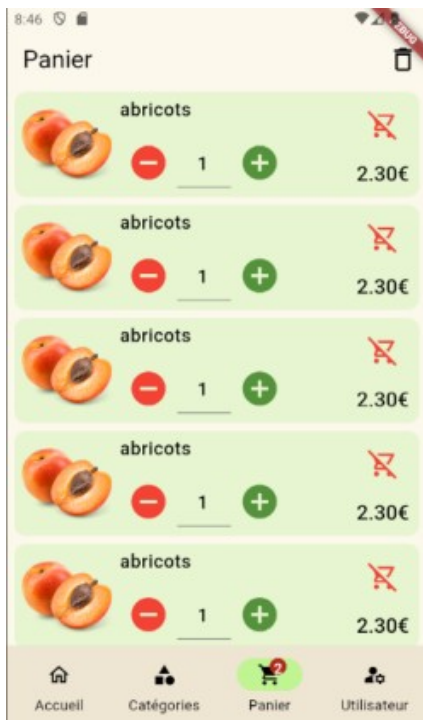 8:46
Panier
abricots
1
2.30€
abricots
1
2.30€
abricots
1
2.30€
abricots
1
2.30€
abricots
1
2.30€
2
Accueil Catégories Panier Utilisateur